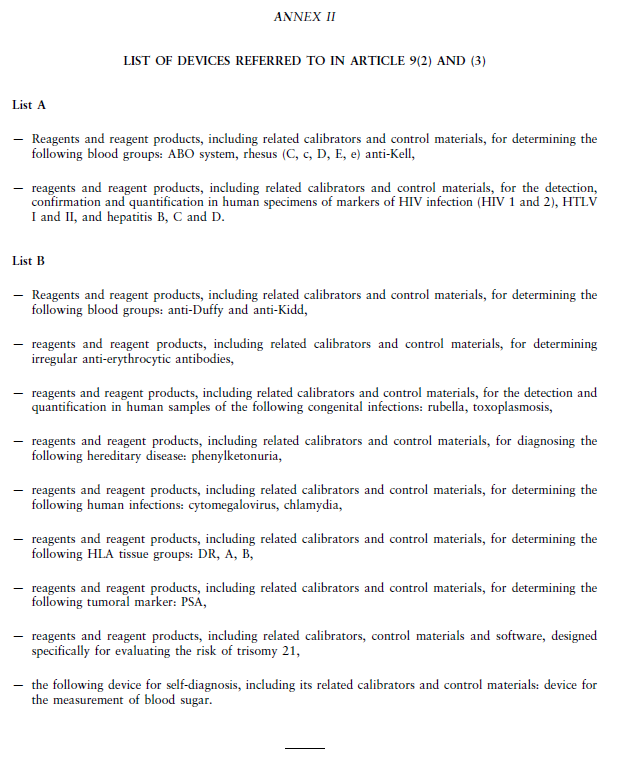 ANNEX II
LIST OF DEVICES REFERRED TO IN ARTICLE 9(2) AND (3)
List A
— Reagents and reagent products, including related calibrators and control materials, for determining the
following blood groups: ABO system, rhesus (C, c, D, E, e) anti-Kell,
— reagents and reagent products, including related calibrators and control materials, for the detection,
confirmation and quantification in human specimens of markers of HIV infection (HIV 1 and 2), HTLV
I and II, and hepatitis B, C and D.
List B
— Reagents and reagent products, including related calibrators and control materials, for determining the
following blood groups: anti-Duffy and anti-Kidd,
— reagents and reagent products, including related calibrators and control materials, for determining
irregular anti-erythrocytic antibodies,
— reagents and reagent products, including related calibrators and control materials, for the detection and
quantification in human samples of the following congenital infections: rubella, toxoplasmosis,
— reagents and reagent products, including related calibrators and control materials, for diagnosing the
following hereditary disease: phenylketonuria,
— reagents and reagent products, including related calibrators and control materials, for determining the
following human infections: cytomegalovirus, chlamydia,
— reagents and reagent products, including related calibrators and control materials, for determining the
following HLA tissue groups: DR, A, B,
— reagents and reagent products, including related calibrators and control materials, for determining the
following tumoral marker: PSA,
— reagents and reagent products, including related calibrators, control materials and software, designed
specifically for evaluating the risk of trisomy 21,
— the following device for self-diagnosis, including its related calibrators and control materials: device for
the measurement of blood sugar.